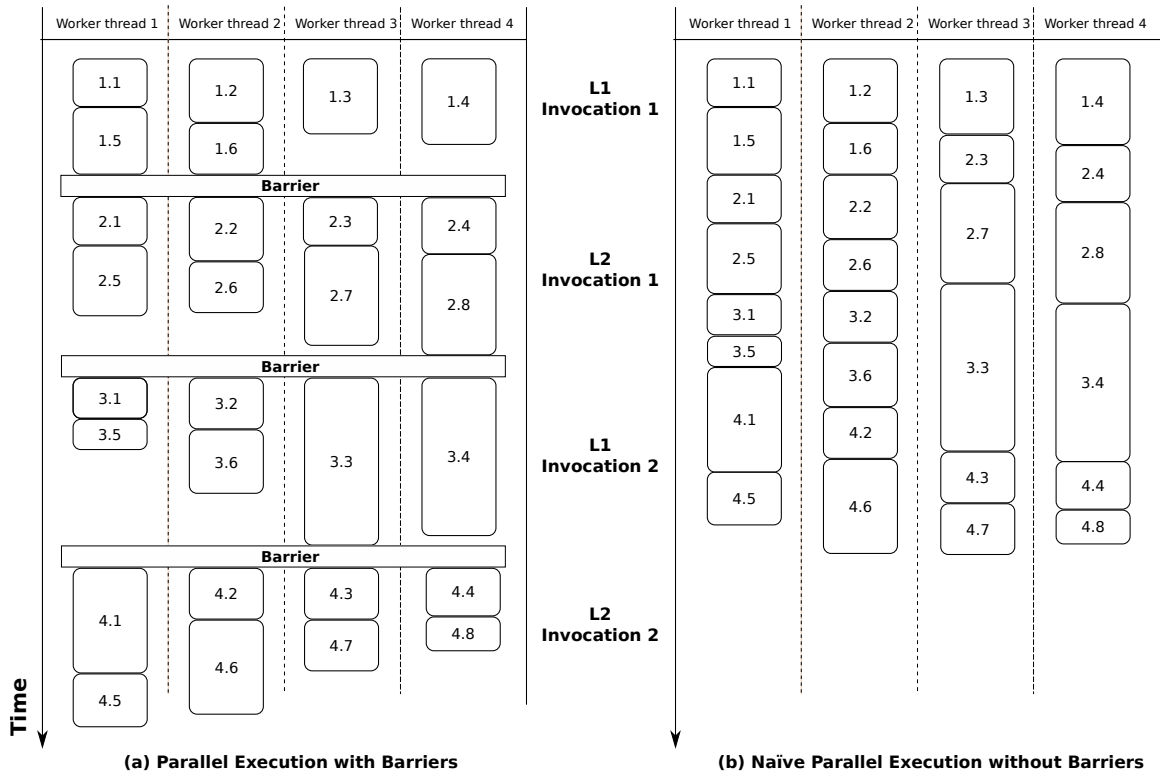 Worker thread 1 Worker thread 2 Worker thread 3 Worker thread 4
1.1 1.2 1.3 1.4
1.5 1.6
Barrier
2.1 2.2 2.3 2.4
2.5 2.6 2.7 2.8
Barrier
3.1 3.2 3.3 3.4
3.5 3.6
Barrier
4.1 4.2 4.3 4.4
4.5 4.6 4.7 4.8
Time
(a) Parallel Execution with Barriers
L1
Invocation 1
L2
Invocation 1
L1
Invocation 2
L2
Invocation 2
Worker thread 1 Worker thread 2 Worker thread 3 Worker thread 4
1.1 1.2 1.3 1.4
1.5 1.6 2.3 2.4
2.1 2.2 2.7 2.8
2.5 2.6 3.3 3.4
3.1 3.2 4.3 4.4
3.5 3.6 4.7 4.8
4.1 4.2
4.5 4.6
(b) Naïve Parallel Execution without Barriers